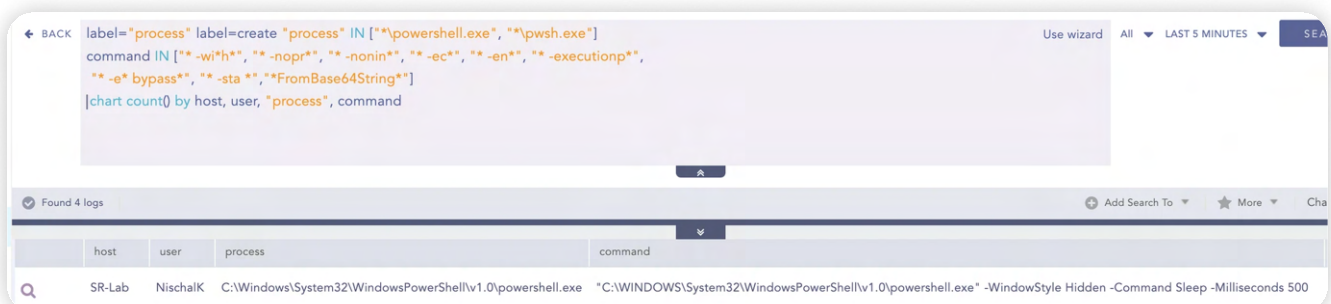 BACK
label="process" label=create "process" IN ["*\powershell.exe", "*\pwsh.exe"]
command IN ["* -wi*h*", "* -nopr*", "* -nonin*", "* -ec*", "* -en*", "* -executionp*",
"* -e* bypass*", "* -sta *","*FromBase64String*"]
|chart count() by host, user, "process", command
Use wizard All LAST 5 MINUTES SEA
Found 4 logs
Add Search To More Cha
host user process command
SR-Lab NischalK C:\Windows\System32\WindowsPowerShell\v1.0\powershell.exe "C:\WINDOWS\System32\WindowsPowerShell\v1.0\powershell.exe" -WindowStyle Hidden -Command Sleep -Milliseconds 500